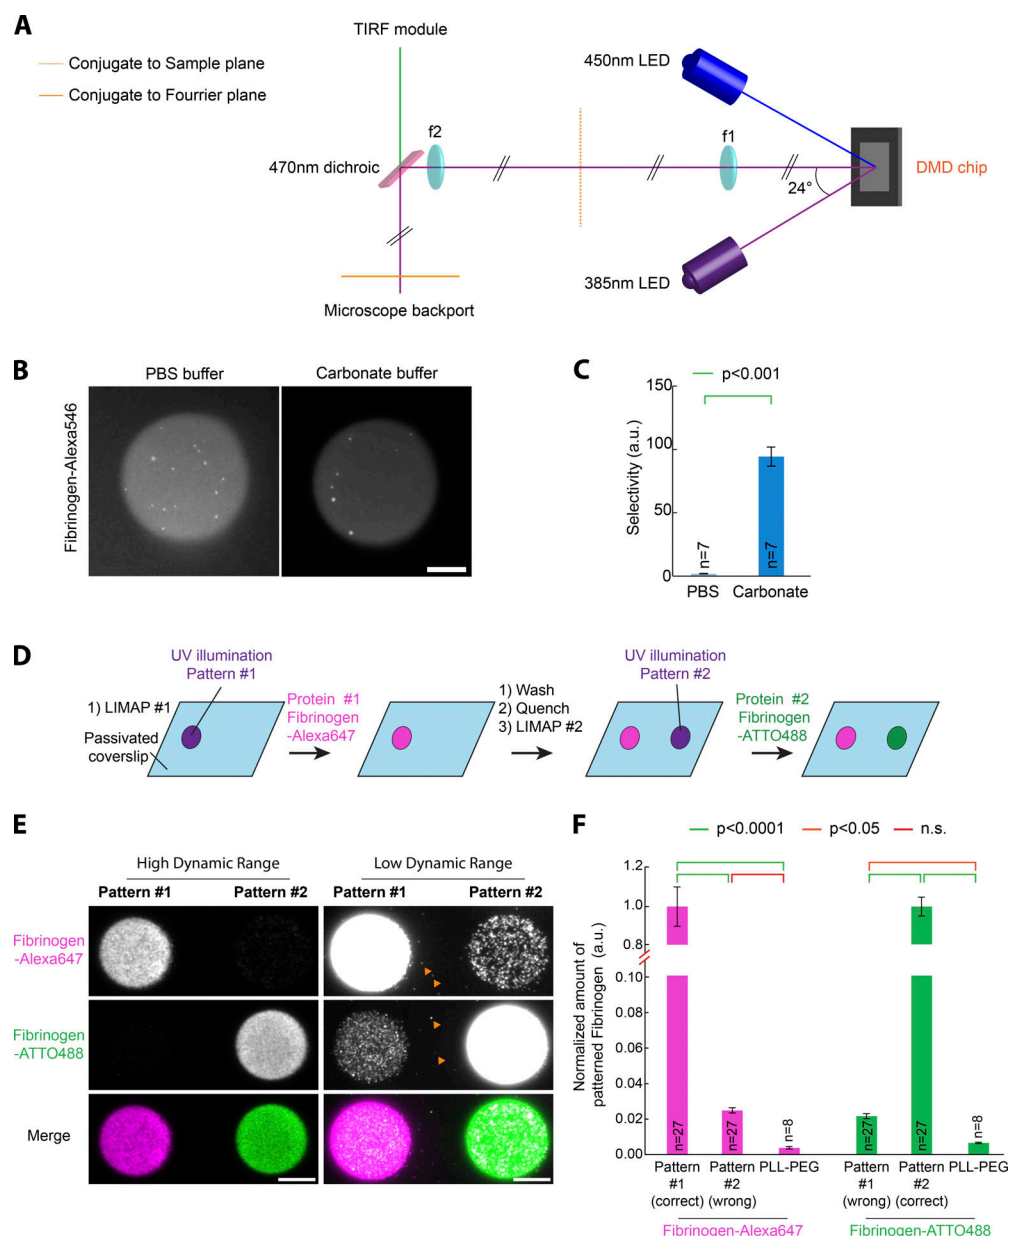 A
TIRF module
Conjugate to Sample plane
Conjugate to Fourrier plane
450nm LED
f2
f1
470nm dichroic
24°
DMD chip
385nm LED
Microscope backport
B
PBS buffer
Carbonate buffer
Fibrinogen-Alexa546
C
p<0.001
150
100
50
0
Selectivity (a.u.)
n=7
n=7
PBS
Carbonate
D
UV illumination
Pattern #1
1) LIMAP #1
Passivated
coverslip
Protein #1
Fibrinogen
-Alexa647
1) Wash
2) Quench
3) LIMAP #2
UV illumination
Pattern #2
Protein #2
Fibrinogen
-ATTO488
E
High Dynamic Range
Low Dynamic Range
Pattern #1
Pattern #2
Pattern #1
Pattern #2
Fibrinogen
-Alexa647
Fibrinogen
-ATTO488
Merge
F
p<0.0001
p<0.05
n.s.
1.2
1.0
0.8
0.10
0.08
0.06
0.04
0.02
0.00
Normalized amount of
patterned Fibrinogen (a.u.)
n=27
n=27
n=8
n=27
n=27
n=8
Pattern #1 (correct)
Pattern #2 (wrong)
PLL-PEG
Pattern #1 (wrong)
Pattern #2 (correct)
PLL-PEG
Fibrinogen-Alexa647
Fibrinogen-ATTO488